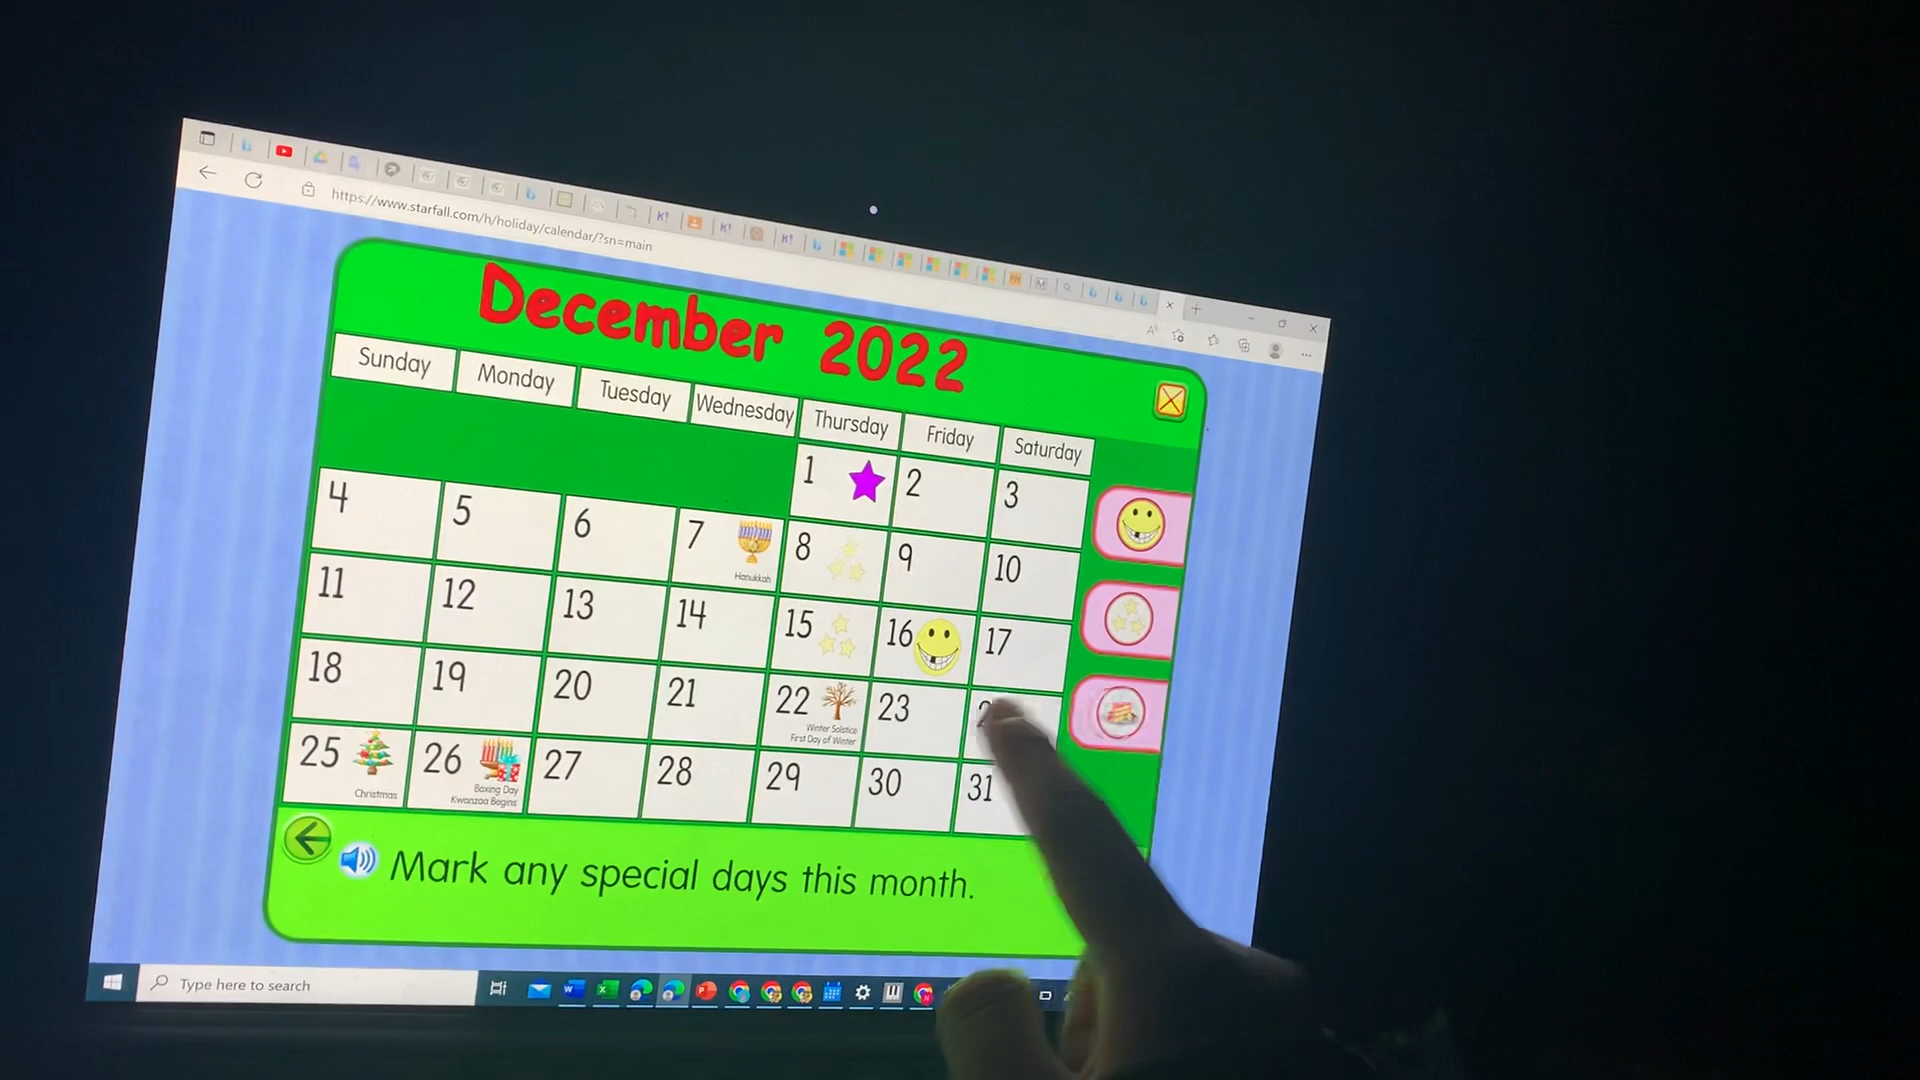 https://www.starfall.com/h/holiday/calendar/?sn=main
December 2022
Sunday Monday Tuesday Wednesday Thursday Friday Saturday
1 2 3
4 5 6 7 8 9 10
Hanukkah
11 12 13 14 15 16 17
18 19 20 21 22 23
Winter Solstice
First Day of Winter
25 26 27 28 29 30 31
Christmas
Boxing Day
Kwanzaa Begins
Mark any special days this month.
Type here to search